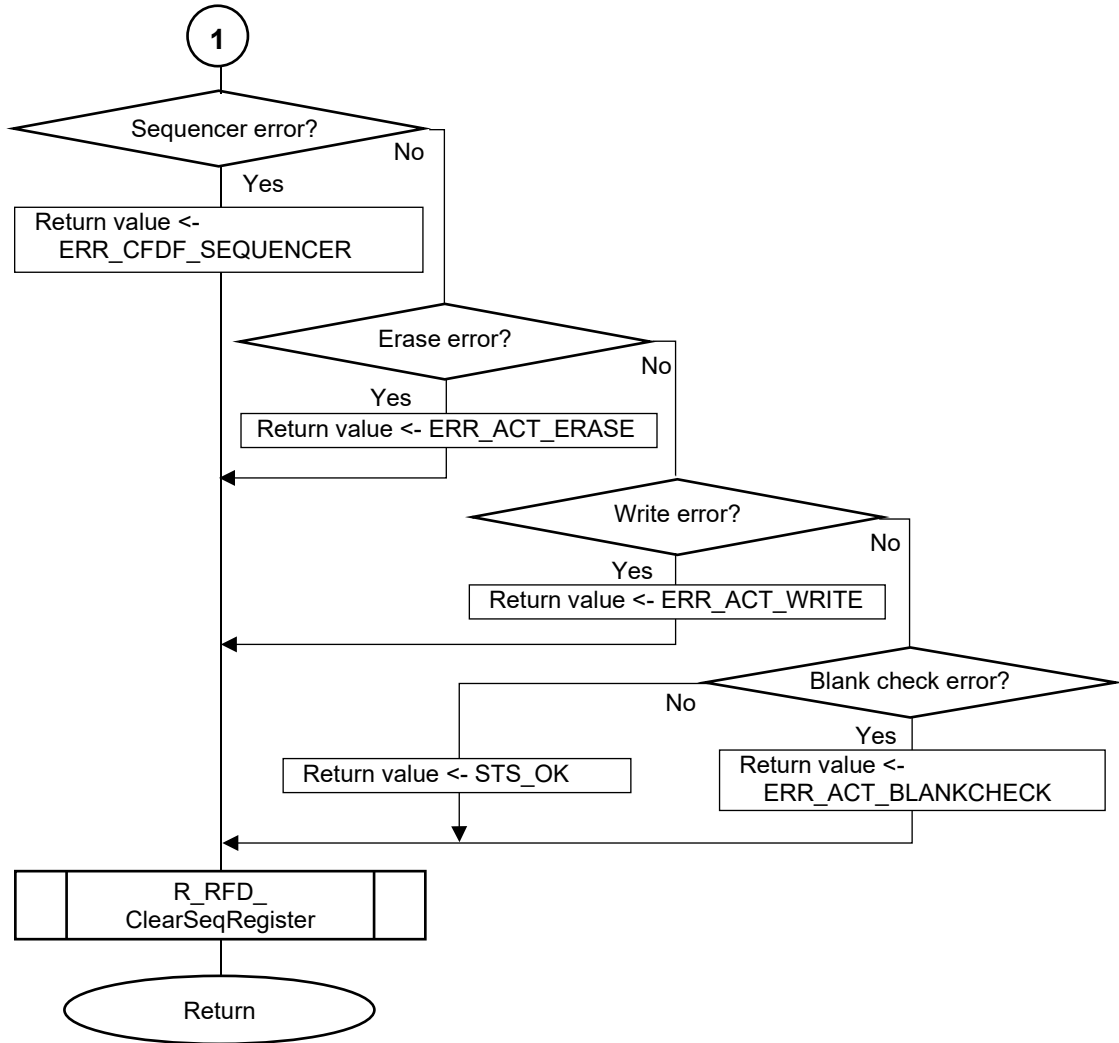 1
Sequencer error?
No
Yes
Return value <-
ERR_CFDF_SEQUENCER
Erase error?
No
Yes
Return value <- ERR_ACT_ERASE
Write error?
No
Yes
Return value <- ERR_ACT_WRITE
Blank check error?
No
Yes
Return value <- STS_OK
Return value <-
ERR_ACT_BLANKCHECK
R_RFD_
ClearSeqRegister
Return